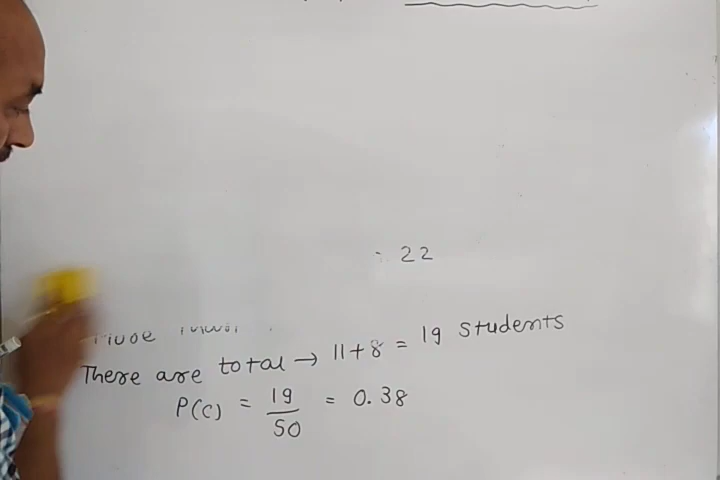 = 22
There are total → 11+8 = 19 students
P(C) = 19/50 = 0.38